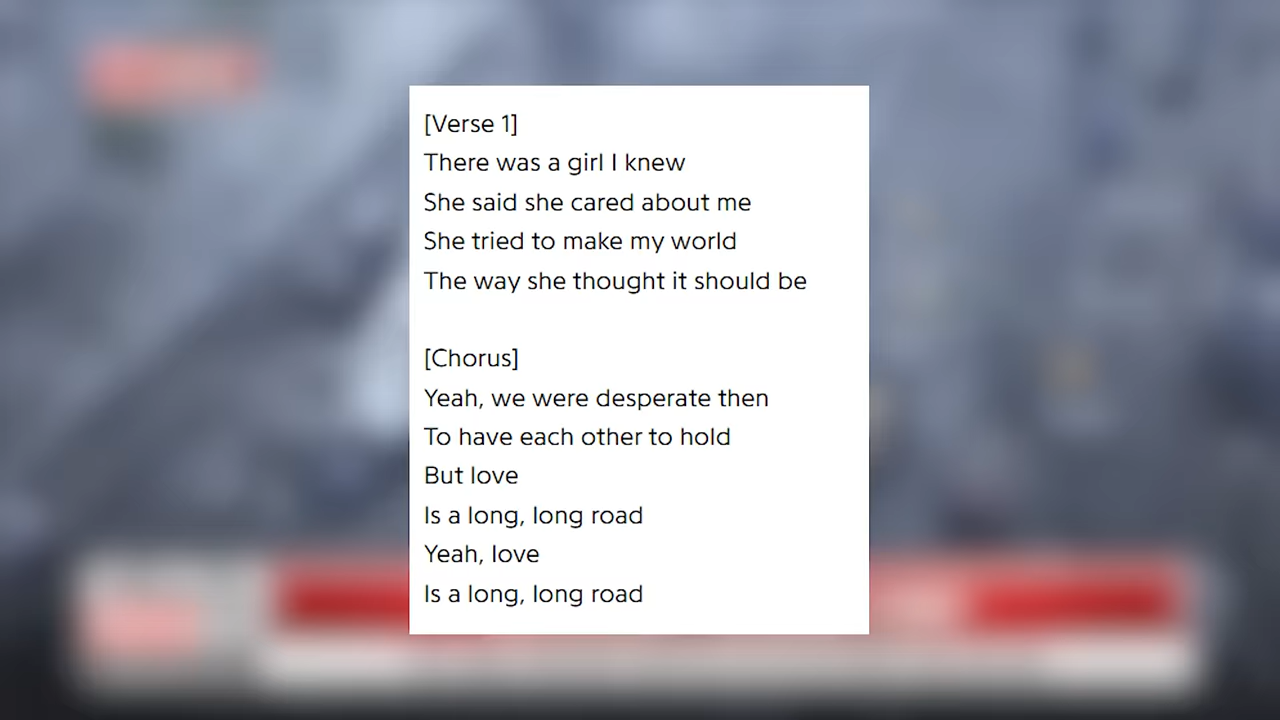 [Verse 1]
There was a girl I knew
She said she cared about me
She tried to make my world
The way she thought it should be
[Chorus]
Yeah, we were desperate then
To have each other to hold
But love
Is a long, long road
Yeah, love
Is a long, long road